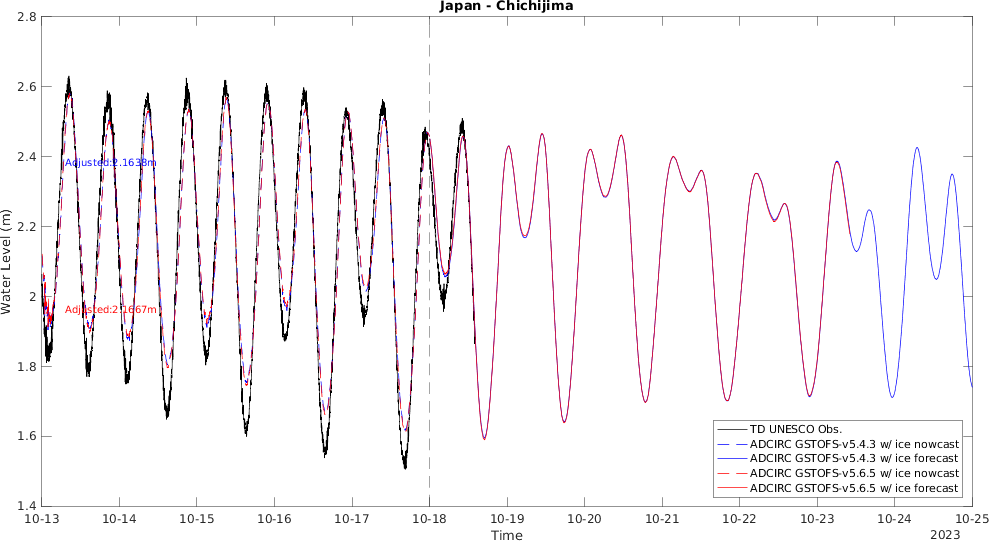 Japan - Chichijima
2.8
2.6
2.4
2.2
2
1.8
1.6
1.4
Water Level (m)
Adjusted:2.1638m
Adjusted:2.1667m
TD UNESCO Obs.
ADCIRC GSTOFS-v5.4.3 w/ ice nowcast
ADCIRC GSTOFS-v5.4.3 w/ ice forecast
ADCIRC GSTOFS-v5.6.5 w/ ice nowcast
ADCIRC GSTOFS-v5.6.5 w/ ice forecast
10-13 10-14 10-15 10-16 10-17 10-18 10-19 10-20 10-21 10-22 10-23 10-24 10-25
Time
2023